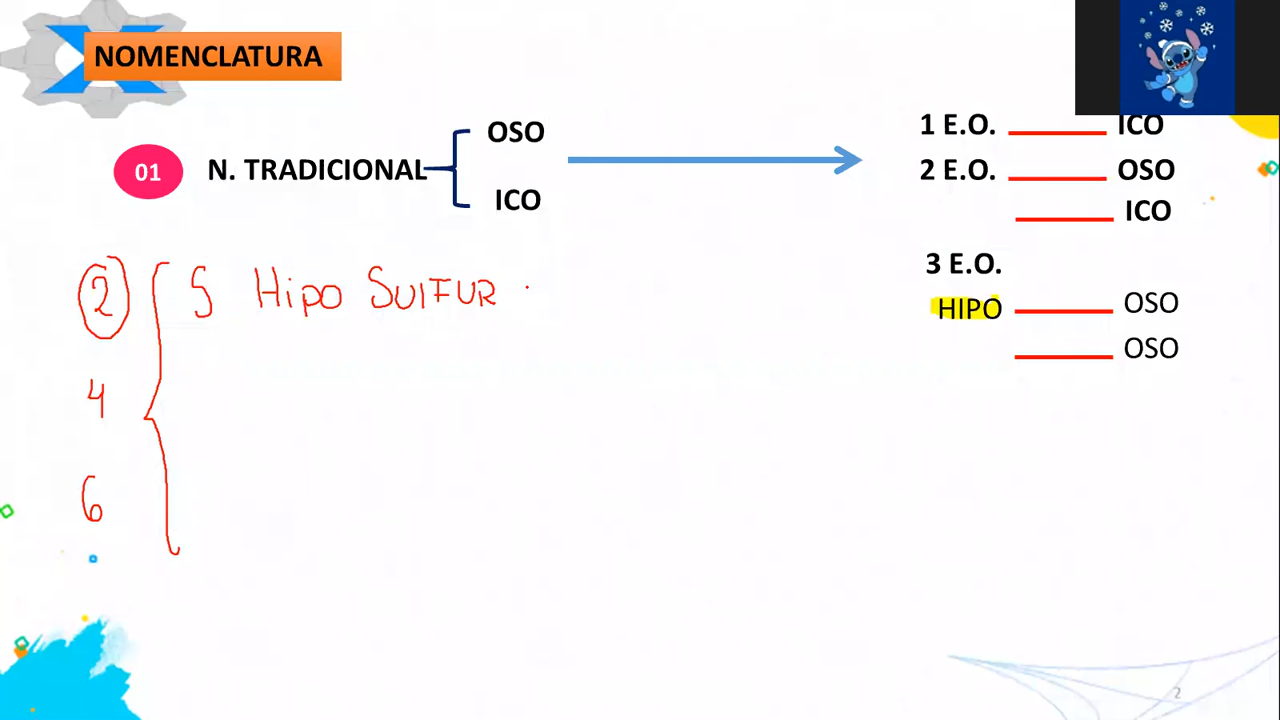 NOMENCLATURA
01 N. TRADICIONAL
OSO
ICO
1 E.O. ICO
2 E.O. OSO
ICO
3 E.O.
HIPO OSO
OSO
2 S Hipo SULFUR
4
6
2